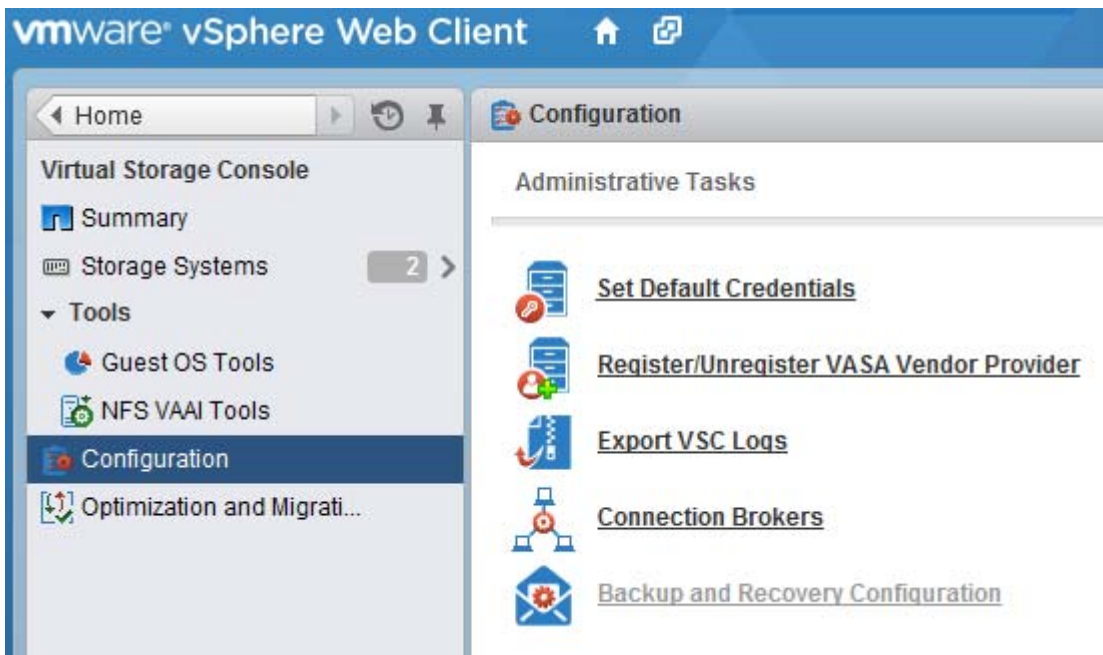 vmware® vSphere Web Client
Home
Configuration
Virtual Storage Console
Summary
Storage Systems 2
Tools
Guest OS Tools
NFS VAAI Tools
Configuration
Optimization and Migrati...
Administrative Tasks
Set Default Credentials
Register/Unregister VASA Vendor Provider
Export VSC Logs
Connection Brokers
Backup and Recovery Configuration